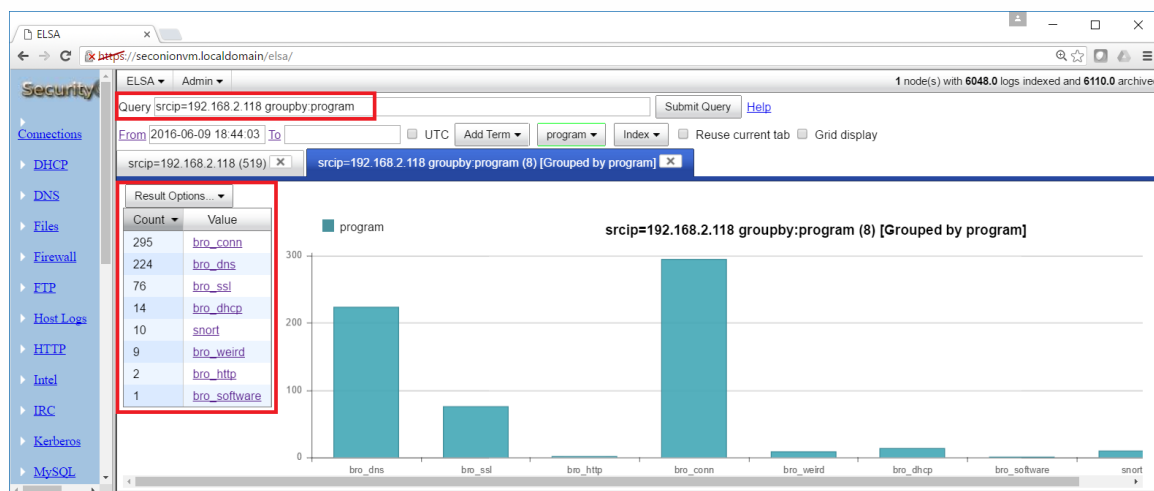 ELSA
https://seconionvm.localdomain/elsa/
Security
ELSA Admin
1 node(s) with 6048.0 logs indexed and 6110.0 archive
Query srcip=192.168.2.118 groupby:program Submit Query Help
From 2016-06-09 18:44:03 To UTC Add Term program Index Reuse current tab Grid display
srcip=192.168.2.118 (519) srcip=192.168.2.118 groupby:program (8) [Grouped by program]
Connections
DHCP
DNS
Files
Firewall
FTP
Host Logs
HTTP
Intel
IRC
Kerberos
MySQL
Result Options...
Count Value
295 bro_conn
224 bro_dns
76 bro_ssl
14 bro_dhcp
10 snort
9 bro_weird
2 bro_http
1 bro_software
program
srcip=192.168.2.118 groupby:program (8) [Grouped by program]
300
200
100
0
bro_dns bro_ssl bro_http bro_conn bro_weird bro_dhcp bro_software snort